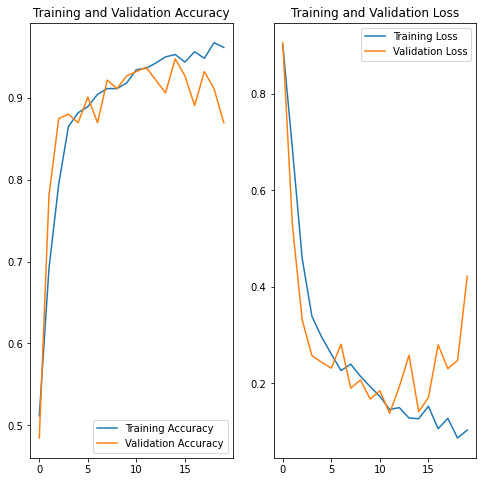 Training and Validation Accuracy
0.9
0.8
0.7
0.6
0.5
0
5
10
15
Training Accuracy
Validation Accuracy
Training and Validation Loss
0.8
0.6
0.4
0.2
0
5
10
15
Training Loss
Validation Loss